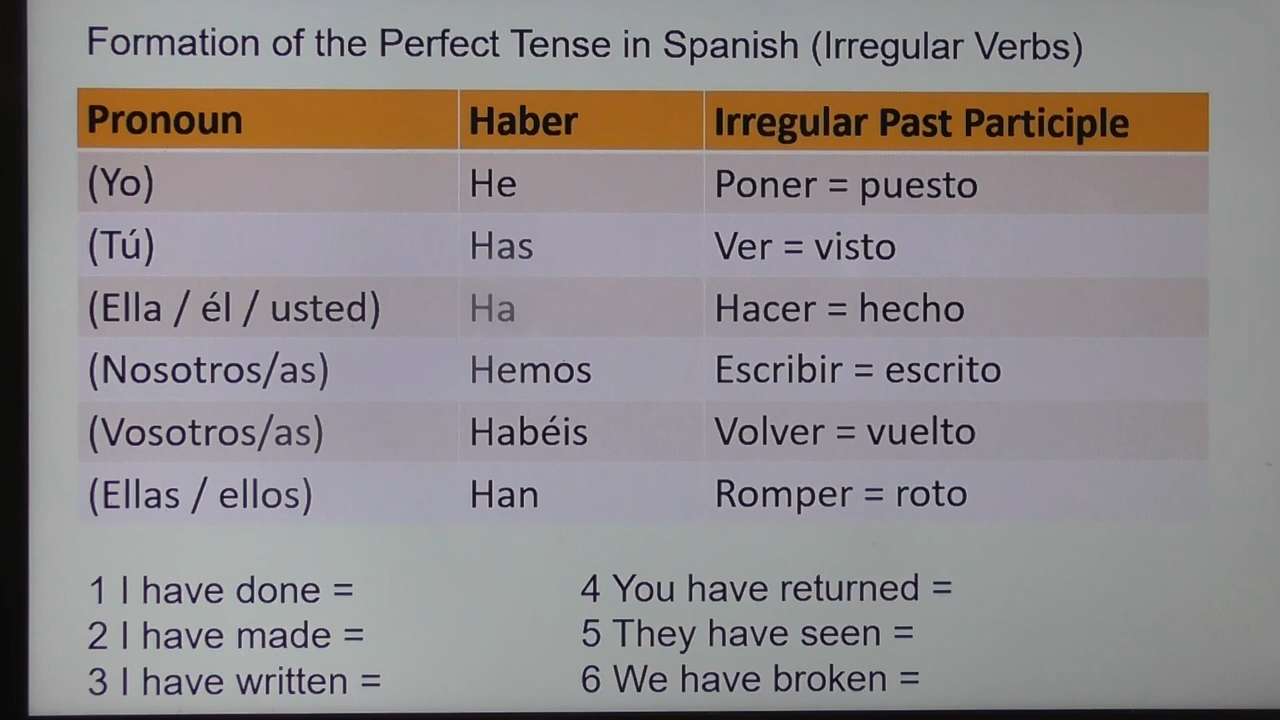 Formation of the Perfect Tense in Spanish (Irregular Verbs)
Pronoun Haber Irregular Past Participle
(Yo) He Poner = puesto
(Tú) Has Ver = visto
(Ella / él / usted) Ha Hacer = hecho
(Nosotros/as) Hemos Escribir = escrito
(Vosotros/as) Habéis Volver = vuelto
(Ellas / ellos) Han Romper = roto
1 I have done =
2 I have made =
3 I have written =
4 You have returned =
5 They have seen =
6 We have broken =